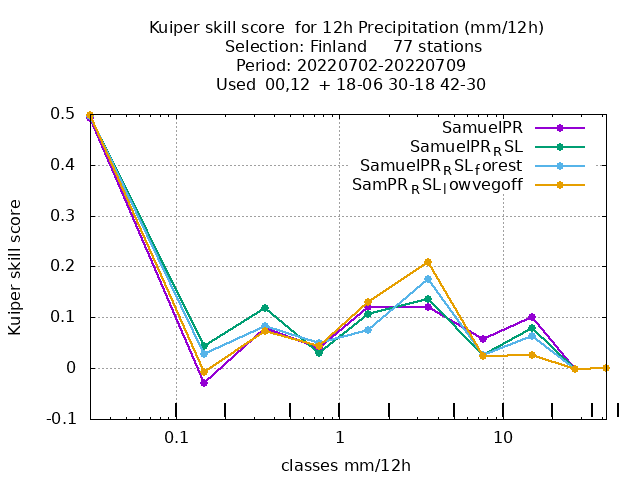 Kuiper skill score  for 12h Precipitation (mm/12h)
Selection: Finland     77 stations
Period: 20220702-20220709
Used  00,12  + 18-06 30-18 42-30
SamuelPR
SamuelPR_RSL
SamuelPR_RSL_forest
SamPR_RSL_lowvegoff
Kuiper skill score
0.5
0.4
0.3
0.2
0.1
0
-0.1
0.1
1
10
classes mm/12h